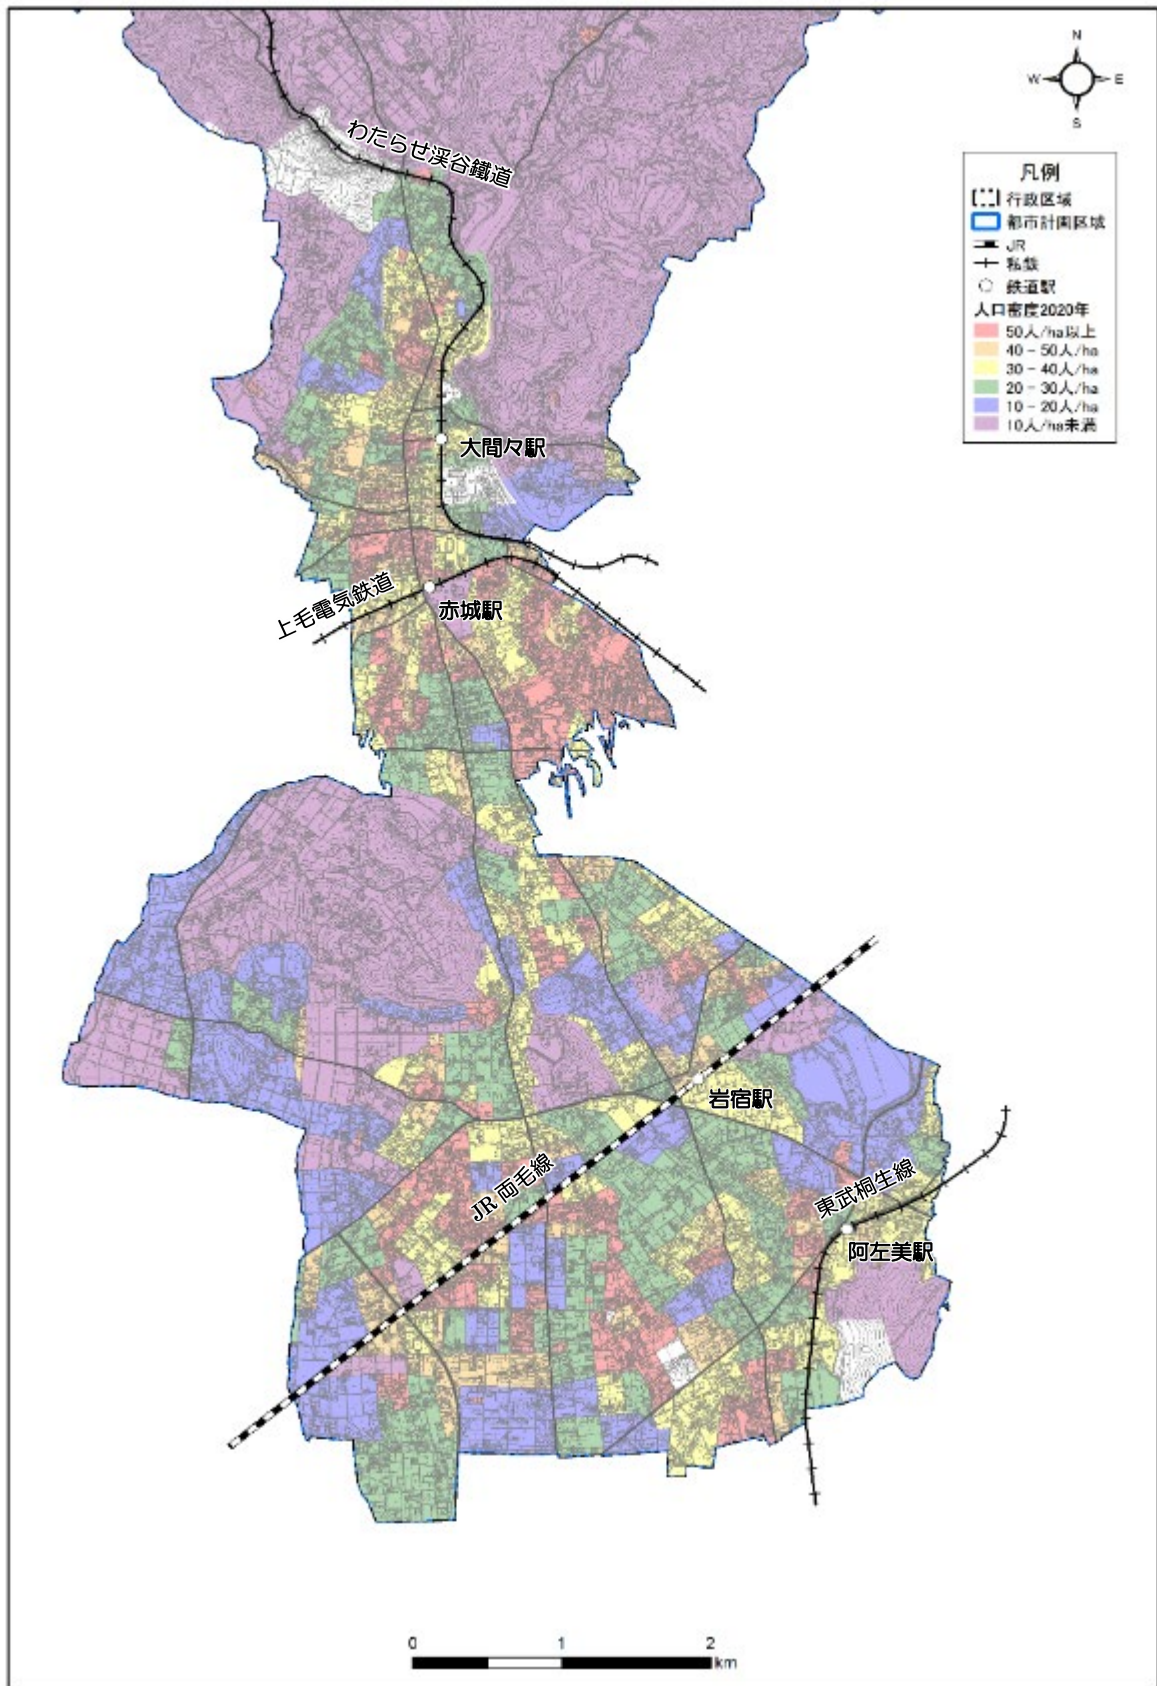 N
W
E
S
凡例
行政区域
都市計画区域
JR
私鉄
鉄道駅
人口密度2020年
50人/ha以上
40－50人/ha
30－40人/ha
20－30人/ha
10－20人/ha
10人/ha未満
わたらせ渓谷鐵道
大間々駅
上毛電気鉄道
赤城駅
岩宿駅
JR 両毛線
東武桐生線
阿左美駅
0 1 2
km